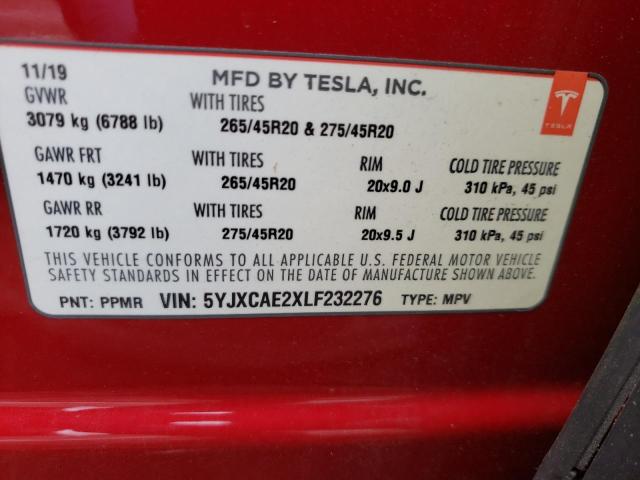 11/19 MFD BY TESLA, INC.
GVWR WITH TIRES
3079 kg (6788 lb) 265/45R20 & 275/45R20
TESLA
GAWR FRT WITH TIRES RIM COLD TIRE PRESSURE
1470 kg (3241 lb) 265/45R20 20x9.0 J 310 kPa, 45 psi
GAWR RR WITH TIRES RIM COLD TIRE PRESSURE
1720 kg (3792 lb) 275/45R20 20x9.5 J 310 kPa, 45 psi
THIS VEHICLE CONFORMS TO ALL APPLICABLE U.S. FEDERAL MOTOR VEHICLE
SAFETY STANDARDS IN EFFECT ON THE DATE OF MANUFACTURE SHOWN ABOVE.
PNT: PPMR VIN: 5YJXCAE2XLF232276 TYPE: MPV